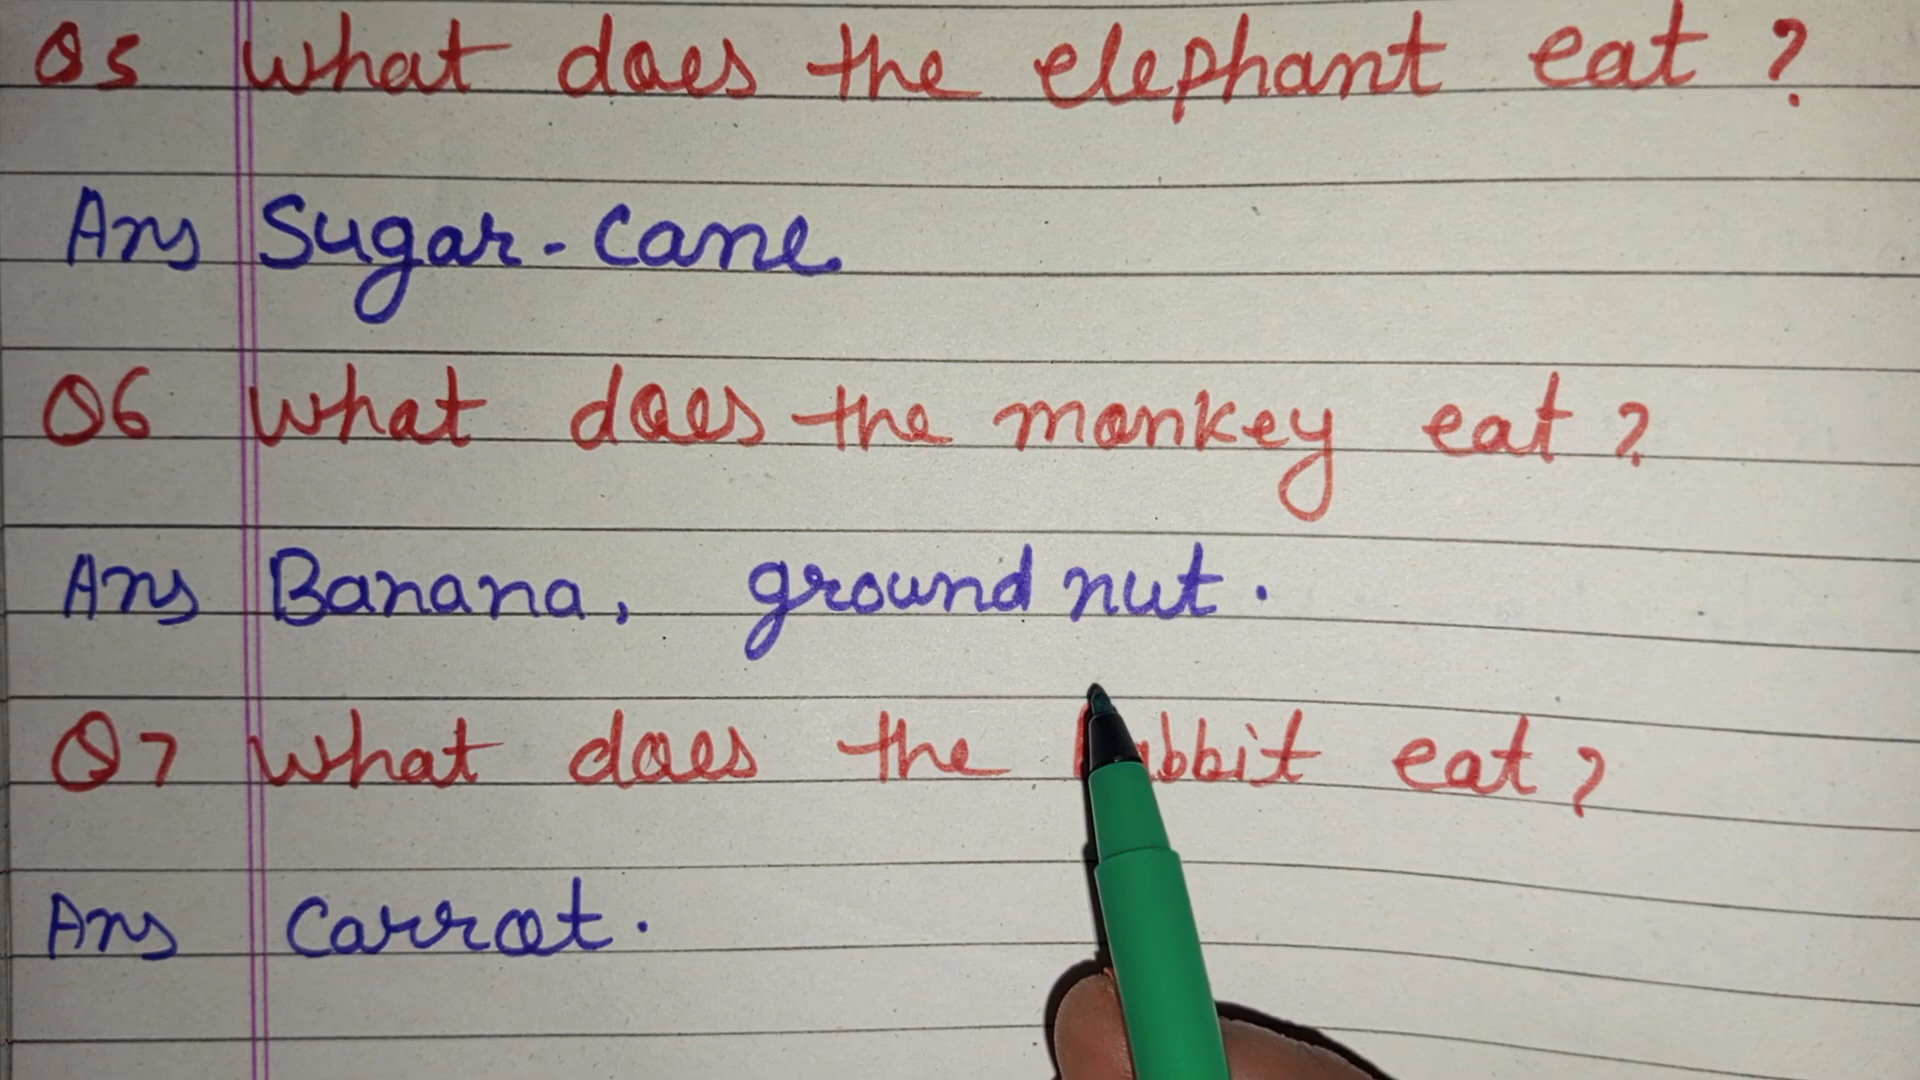 Q5 What does the elephant eat ?
Ans Sugar-cane.
Q6 What does the monkey eat ?
Ans Banana, ground nut.
Q7 What does the rabbit eat ?
Ans Carrot.